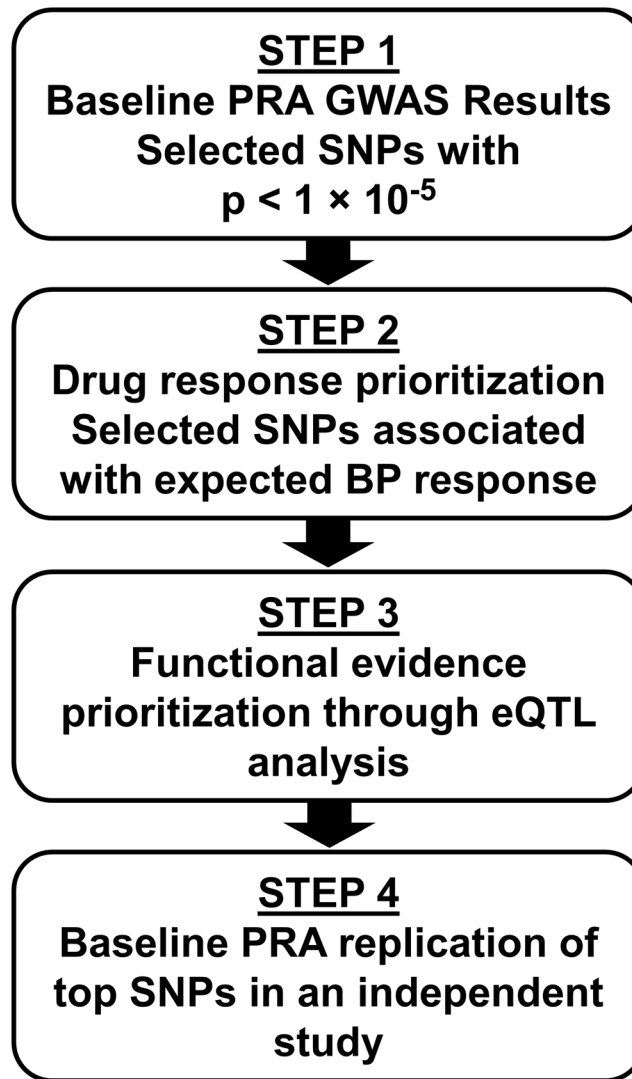 STEP 1
Baseline PRA GWAS Results
Selected SNPs with
p < 1 × 10⁻⁵
STEP 2
Drug response prioritization
Selected SNPs associated
with expected BP response
STEP 3
Functional evidence
prioritization through eQTL
analysis
STEP 4
Baseline PRA replication of
top SNPs in an independent
study